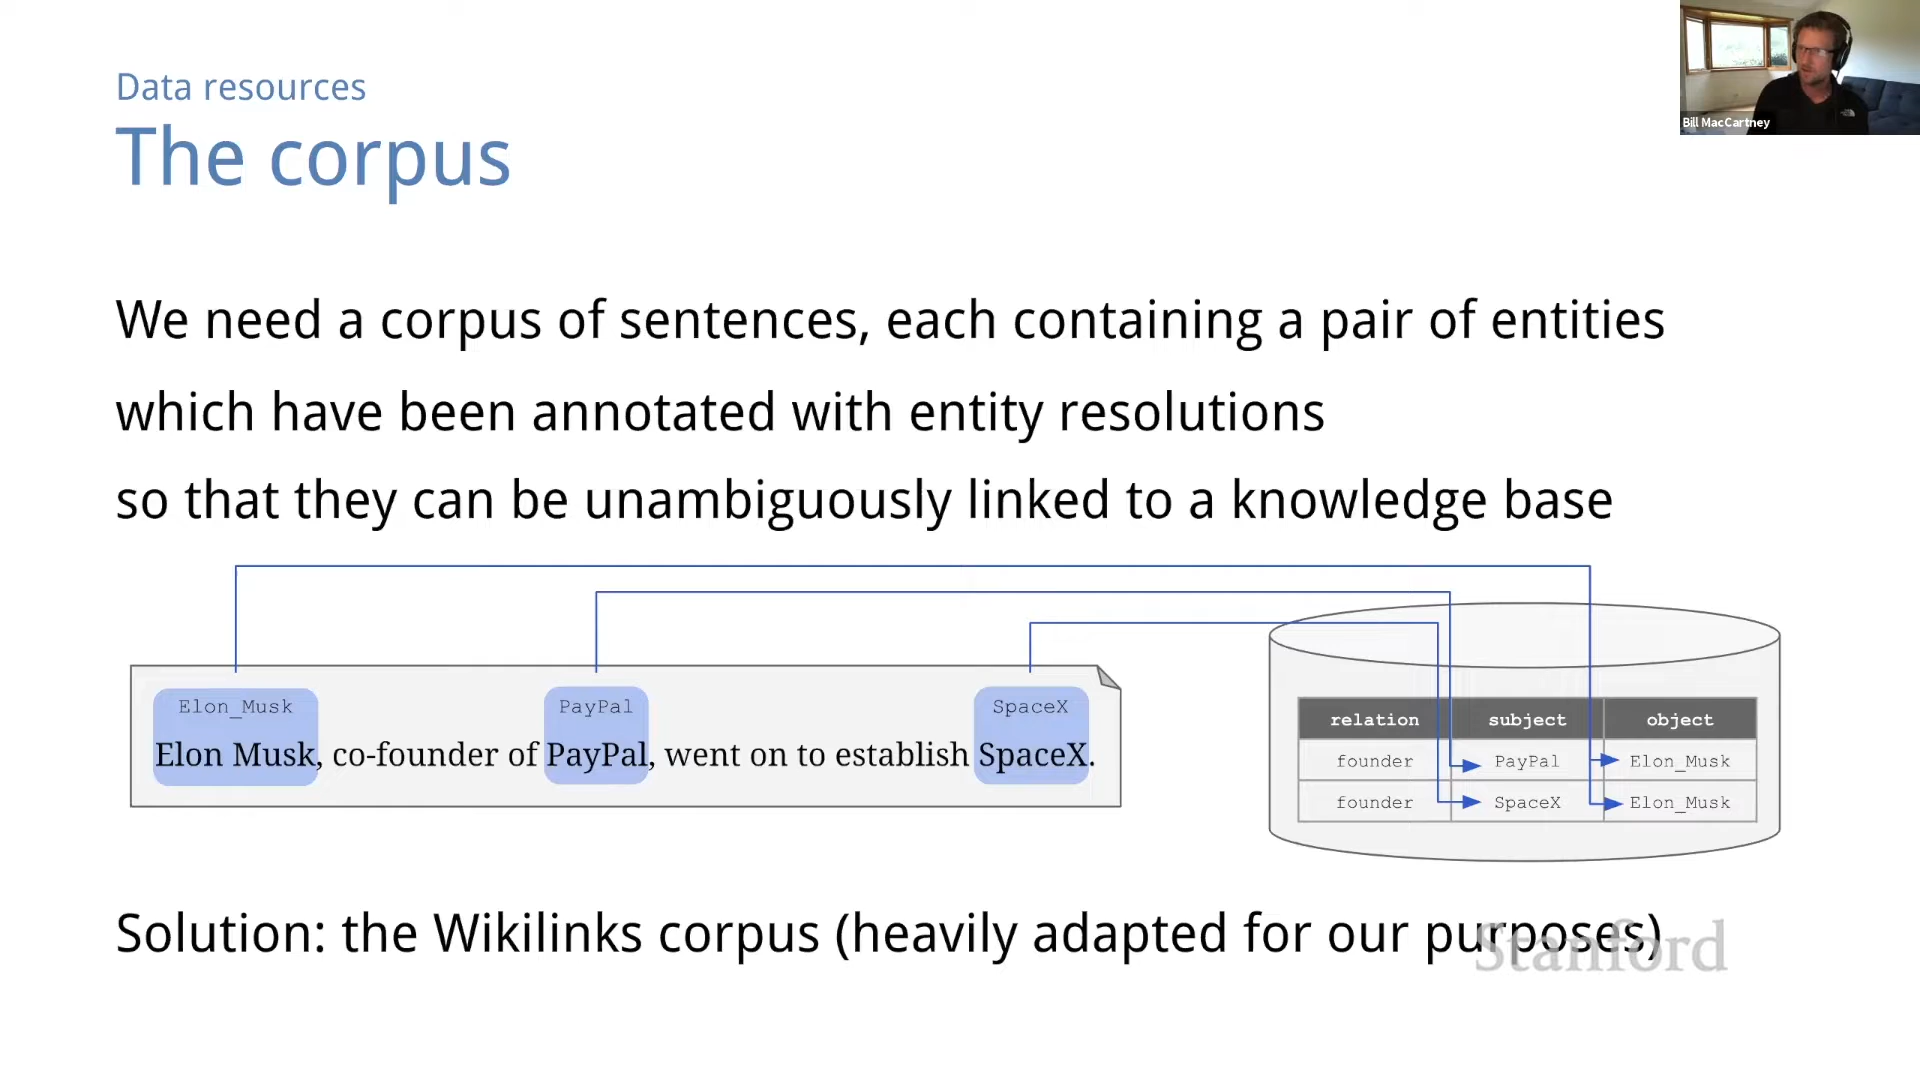 Data resources
The corpus
Bill MacCartney
We need a corpus of sentences, each containing a pair of entities
which have been annotated with entity resolutions
so that they can be unambiguously linked to a knowledge base
Elon_Musk PayPal SpaceX
Elon Musk, co-founder of PayPal, went on to establish SpaceX.
relation subject object
founder PayPal Elon_Musk
founder SpaceX Elon_Musk
Solution: the Wikilinks corpus (heavily adapted for our purposes)
Stanford